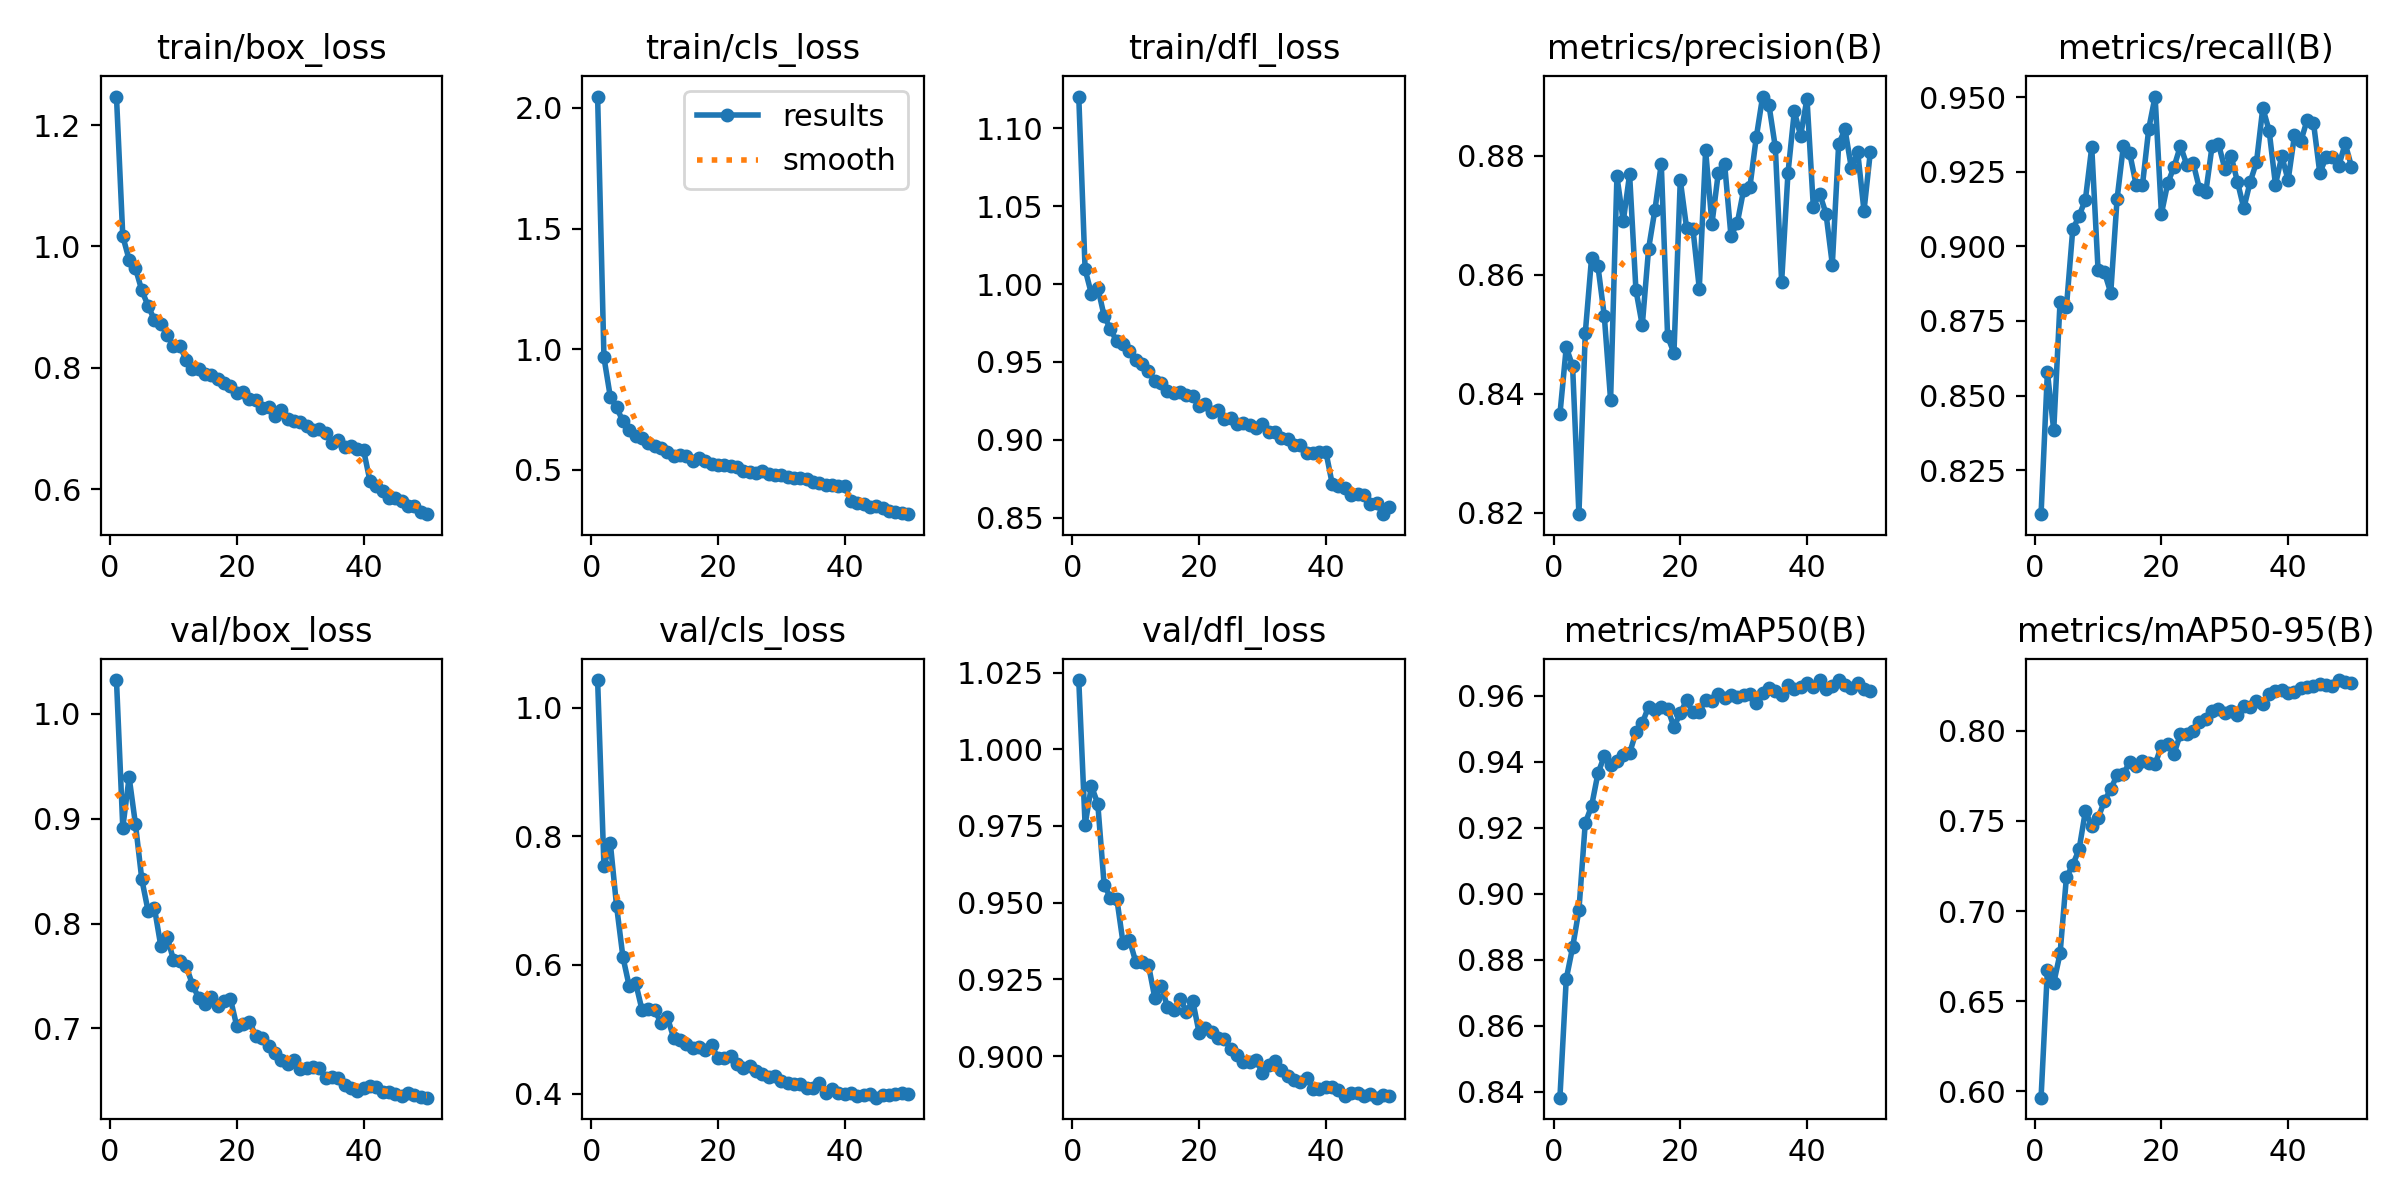 train/box_loss
1.2
1.0
0.8
0.6
0 20 40
train/cls_loss
results
smooth
2.0
1.5
1.0
0.5
0 20 40
train/dfl_loss
1.10
1.05
1.00
0.95
0.90
0.85
0 20 40
metrics/precision(B)
0.88
0.86
0.84
0.82
0 20 40
metrics/recall(B)
0.950
0.925
0.900
0.875
0.850
0.825
0 20 40
val/box_loss
1.0
0.9
0.8
0.7
0 20 40
val/cls_loss
1.0
0.8
0.6
0.4
0 20 40
val/dfl_loss
1.025
1.000
0.975
0.950
0.925
0.900
0 20 40
metrics/mAP50(B)
0.96
0.94
0.92
0.90
0.88
0.86
0.84
0 20 40
metrics/mAP50-95(B)
0.80
0.75
0.70
0.65
0.60
0 20 40